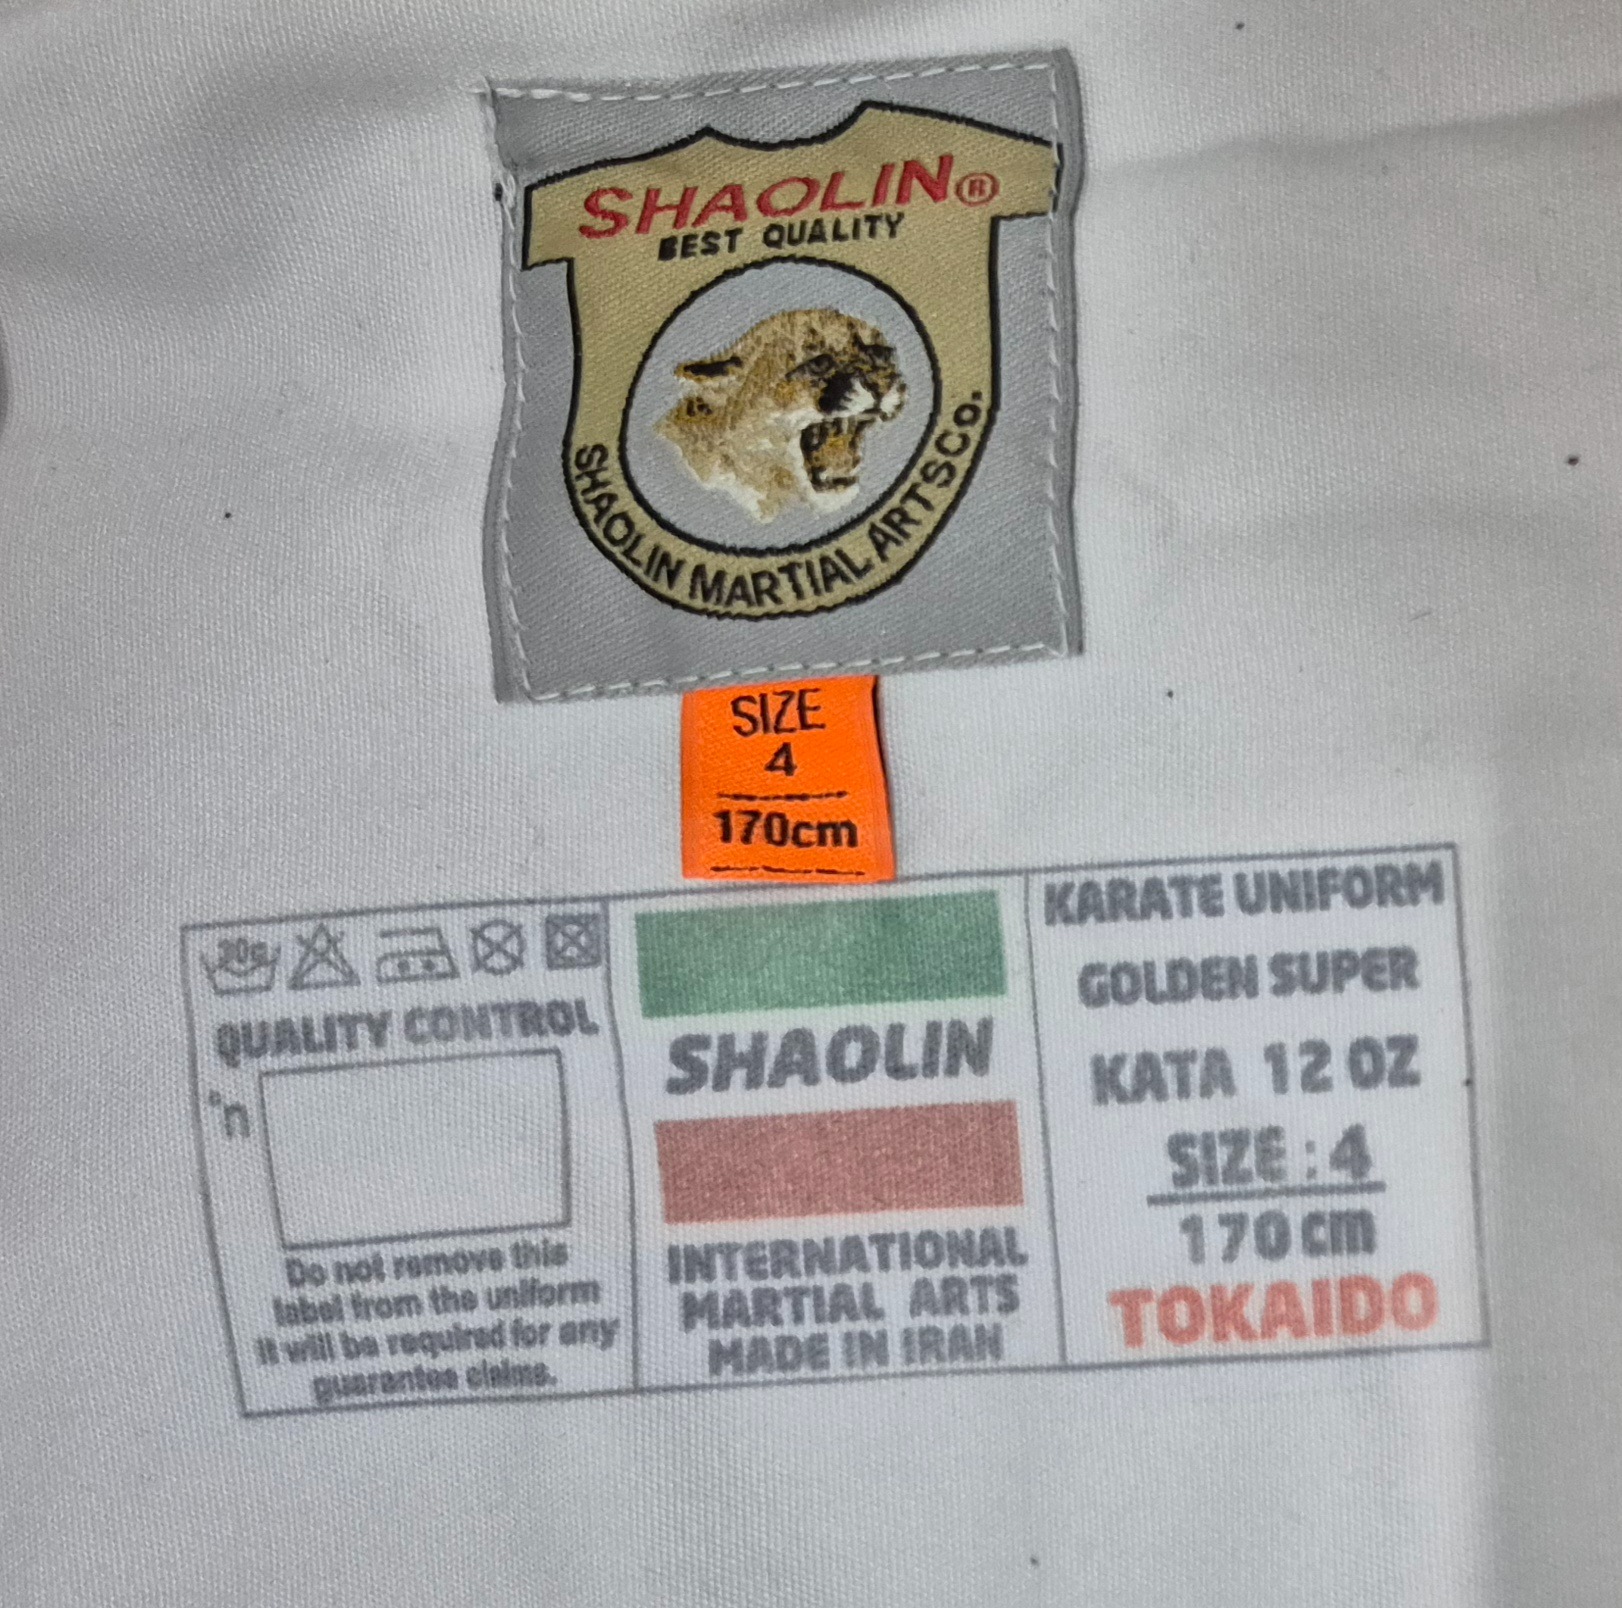 SHAOLIN®
BEST QUALITY
SHAOLIN MARTIAL ARTS Co.
SIZE
4
170cm
30c
QUALITY CONTROL
°n
Do not remove this
label from the uniform
it will be required for any
guarantee claims.
SHAOLIN
INTERNATIONAL
MARTIAL ARTS
MADE IN IRAN
KARATE UNIFORM
GOLDEN SUPER
KATA 12 OZ
SIZE : 4
170 cm
TOKAIDO